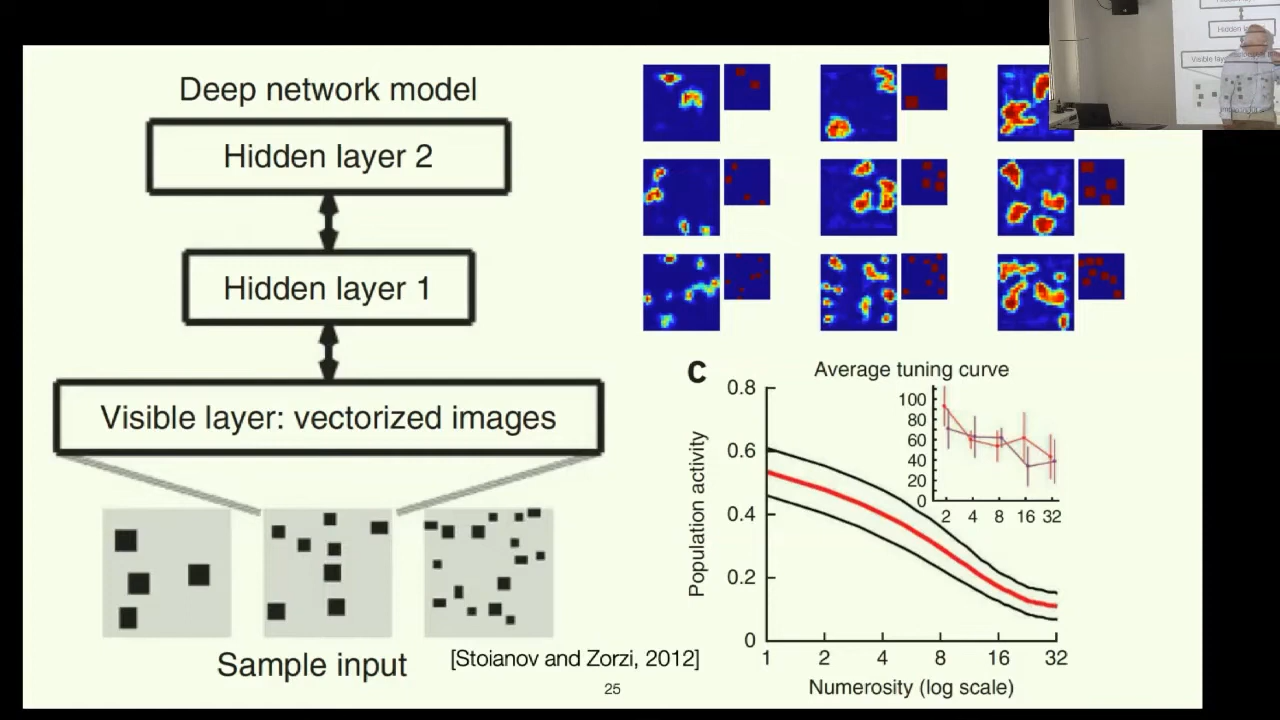 Deep network model
Hidden layer 2
Hidden layer 1
Visible layer: vectorized images
Sample input
[Stoianov and Zorzi, 2012]
25
C
Average tuning curve
Population activity
0.8
0.6
0.4
0.2
0
1 2 4 8 16 32
Numerosity (log scale)
100
80
60
40
20
0
2 4 8 16 32